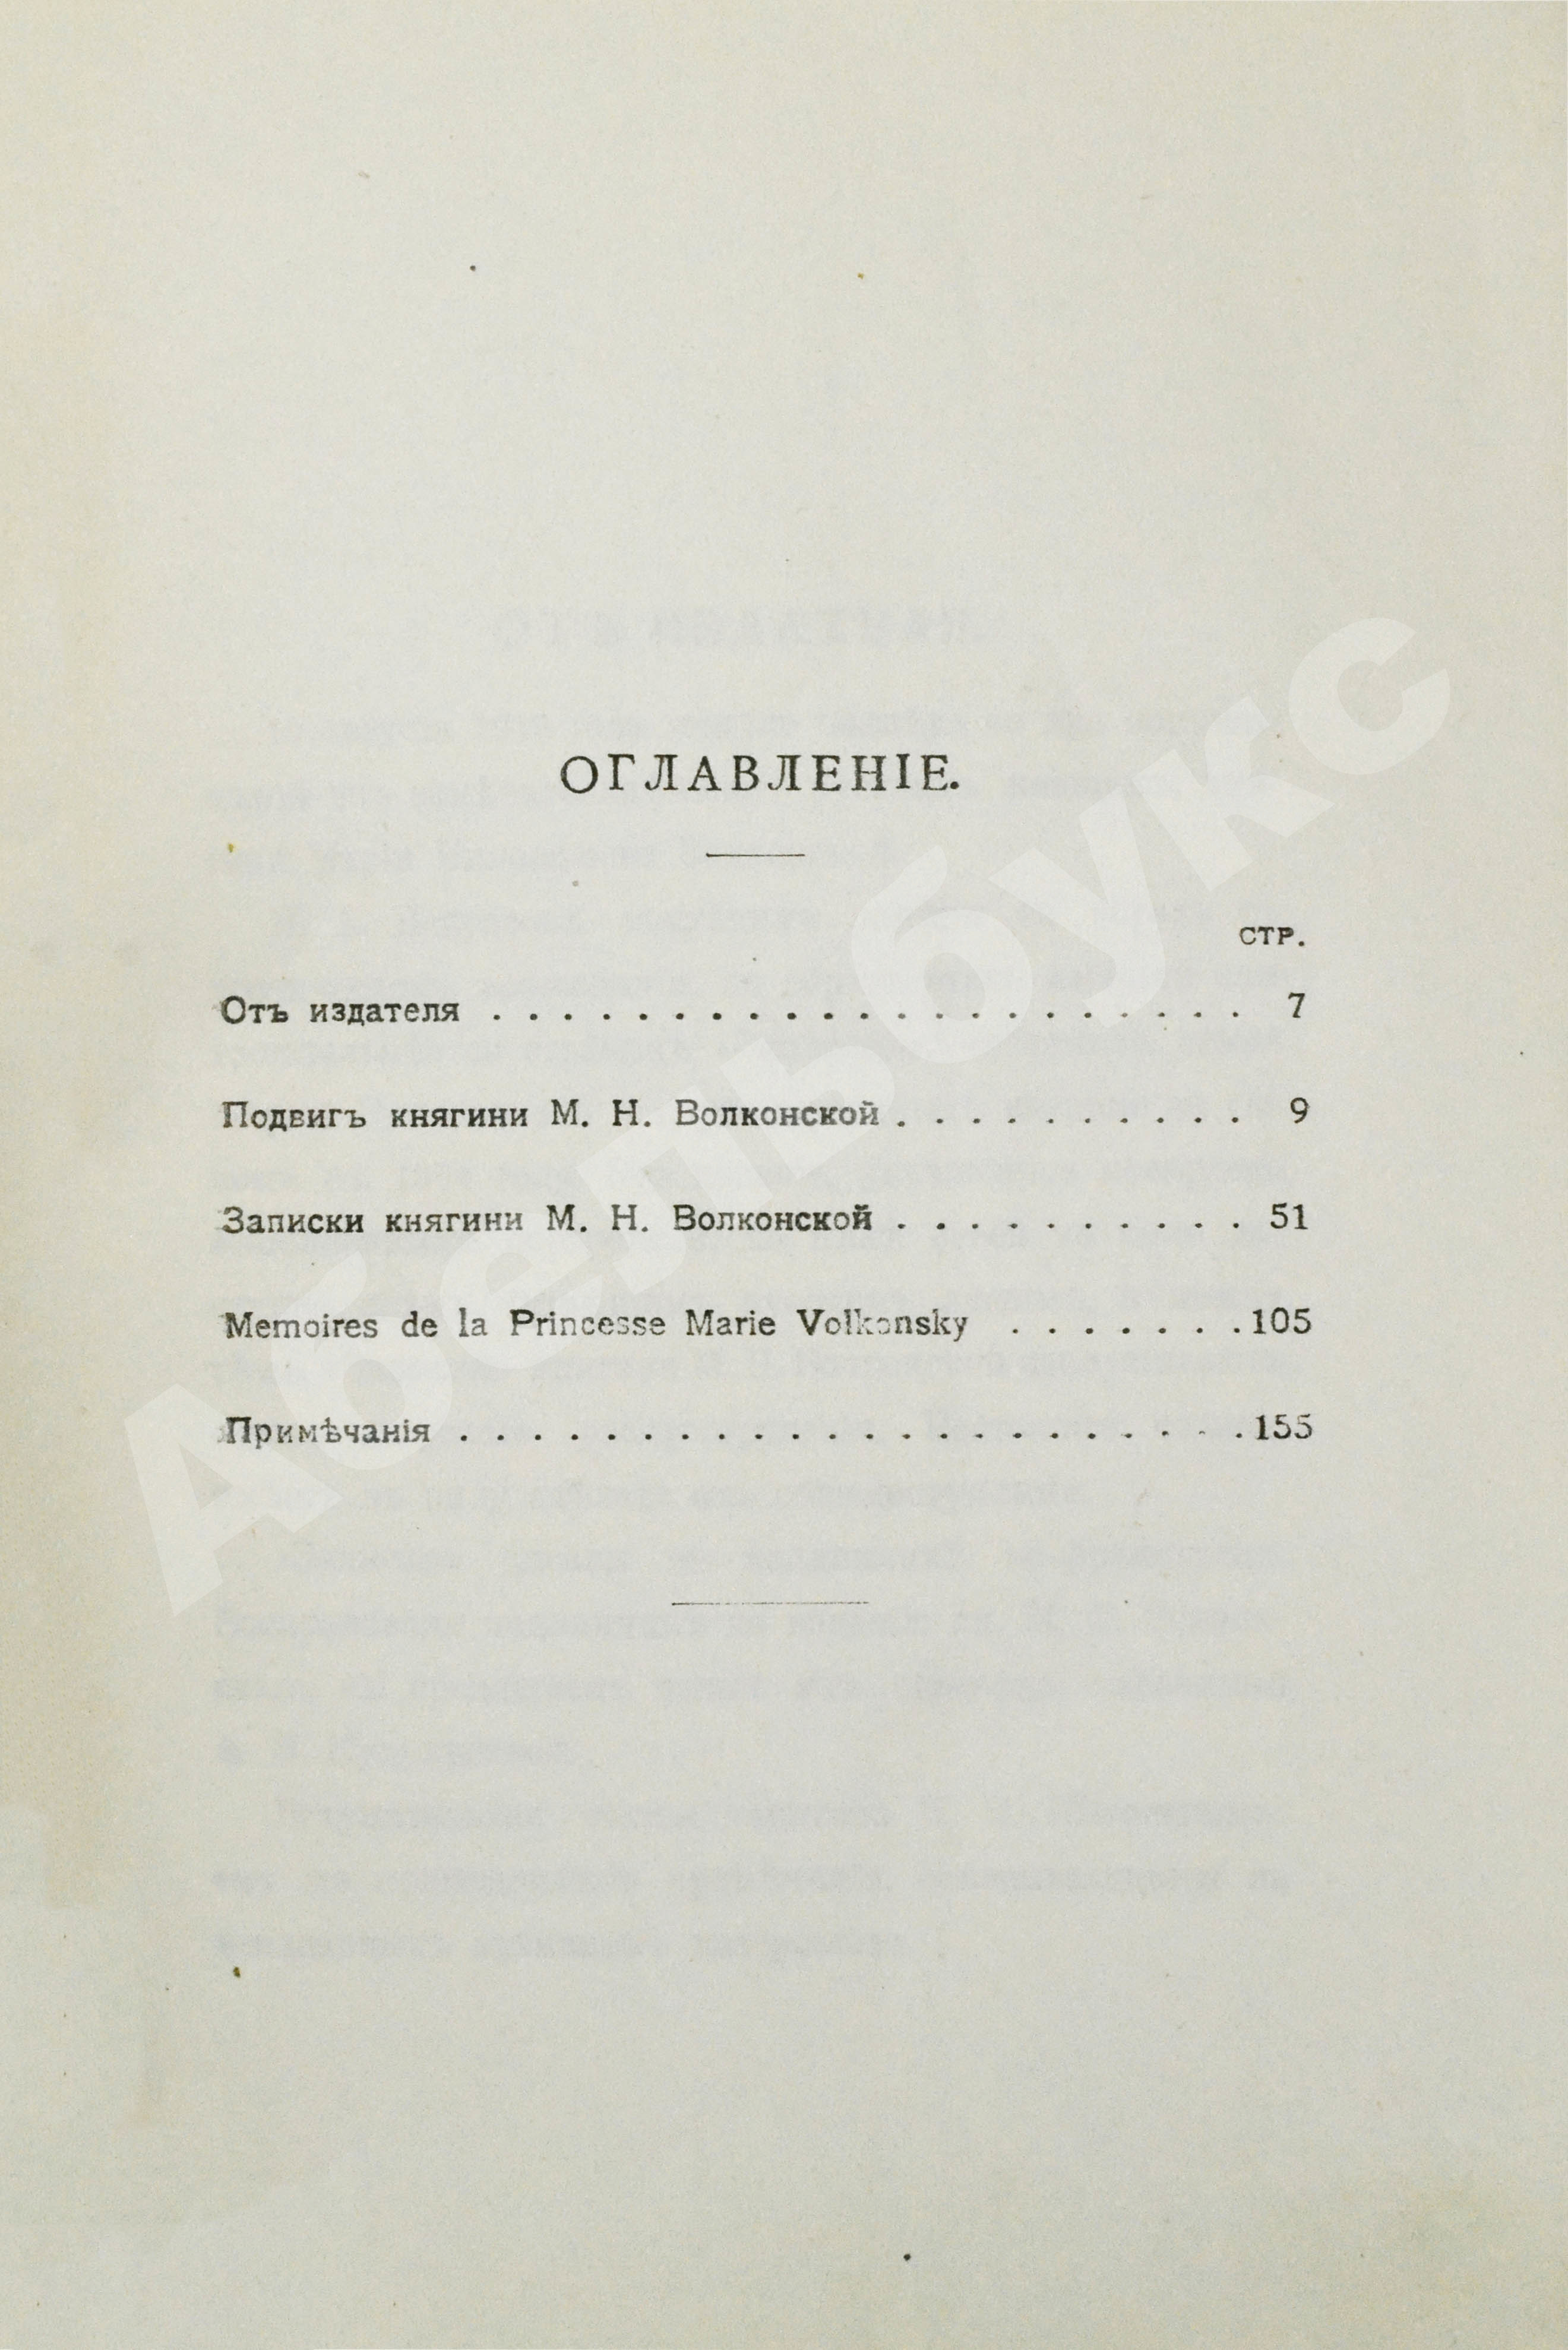 ОГЛАВЛЕНІЕ.
СТР.
Отъ издателя . . . . . . . . . . . . . . . . . . . . . 7
Подвигъ княгини М. Н. Волконской . . . . . . . . . . 9
Записки княгини М. Н. Волконской . . . . . . . . . . 51
Memoires de la Princesse Marie Volkonsky . . . . . . . 105
Примѣчанія . . . . . . . . . . . . . . . . . . . . . . 155
Абельбукс